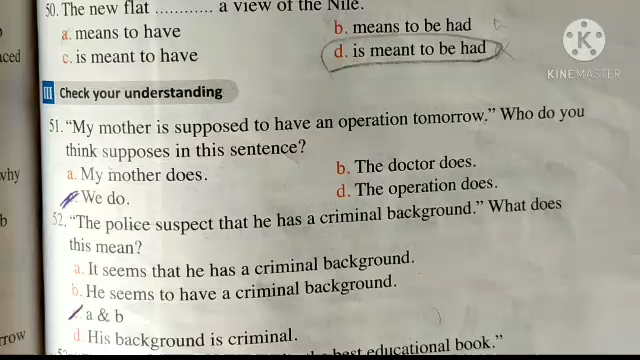 50. The new flat ............ a view of the Nile.
a. means to have
b. means to be had
c. is meant to have
d. is meant to be had
KINEMASTER
III Check your understanding
51. “My mother is supposed to have an operation tomorrow.” Who do you
think supposes in this sentence?
a. My mother does.
b. The doctor does.
We do.
d. The operation does.
52. “The police suspect that he has a criminal background.” What does
this mean?
a. It seems that he has a criminal background.
b. He seems to have a criminal background.
a & b
d. His background is criminal.
best educational book.”
why
b